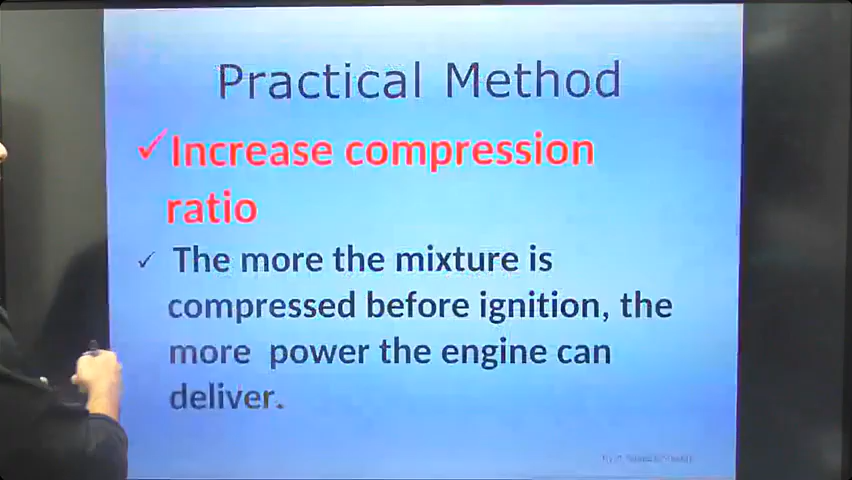 Practical Method
✓Increase compression
ratio
✓ The more the mixture is
compressed before ignition, the
more power the engine can
deliver.